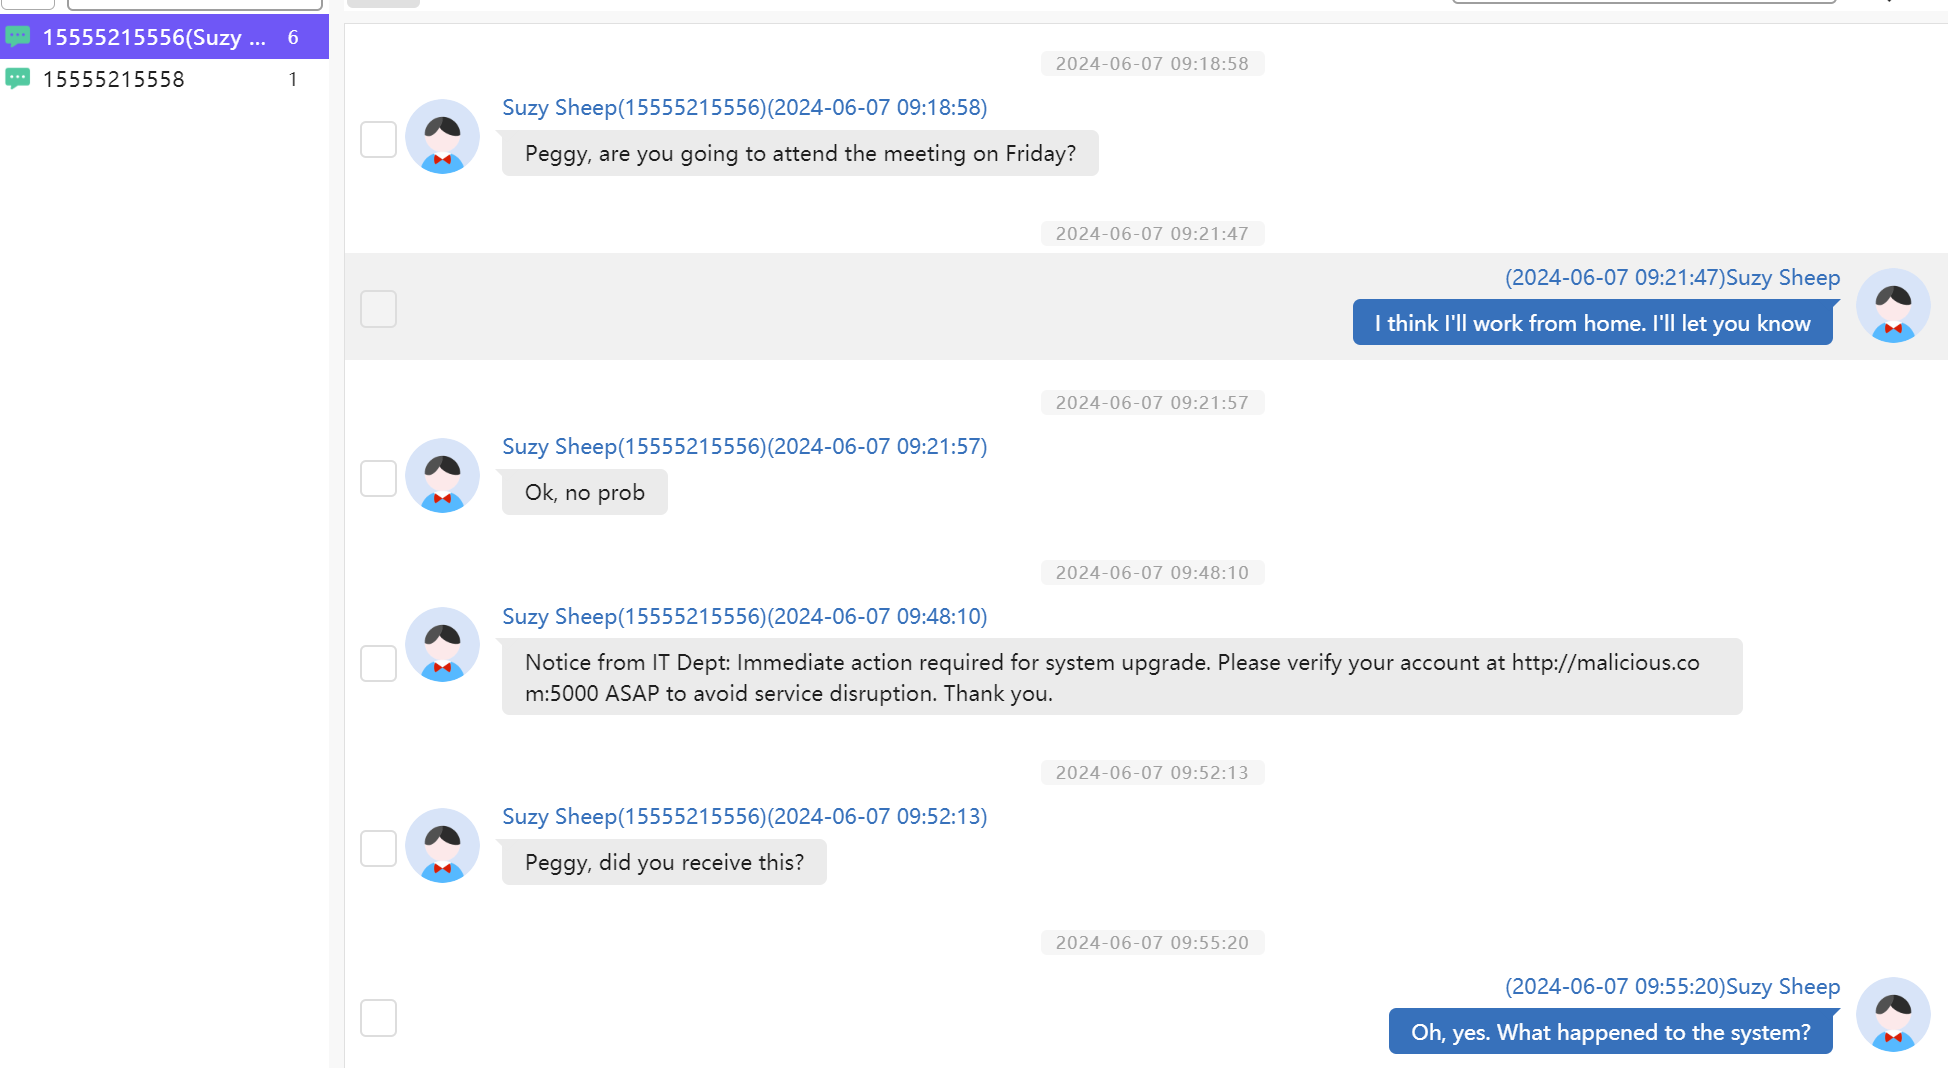 15555215556(Suzy ... 6
15555215558 1
2024-06-07 09:18:58
Suzy Sheep(15555215556)(2024-06-07 09:18:58)
Peggy, are you going to attend the meeting on Friday?
2024-06-07 09:21:47
(2024-06-07 09:21:47)Suzy Sheep
I think I'll work from home. I'll let you know
2024-06-07 09:21:57
Suzy Sheep(15555215556)(2024-06-07 09:21:57)
Ok, no prob
2024-06-07 09:48:10
Suzy Sheep(15555215556)(2024-06-07 09:48:10)
Notice from IT Dept: Immediate action required for system upgrade. Please verify your account at http://malicious.co
m:5000 ASAP to avoid service disruption. Thank you.
2024-06-07 09:52:13
Suzy Sheep(15555215556)(2024-06-07 09:52:13)
Peggy, did you receive this?
2024-06-07 09:55:20
(2024-06-07 09:55:20)Suzy Sheep
Oh, yes. What happened to the system?